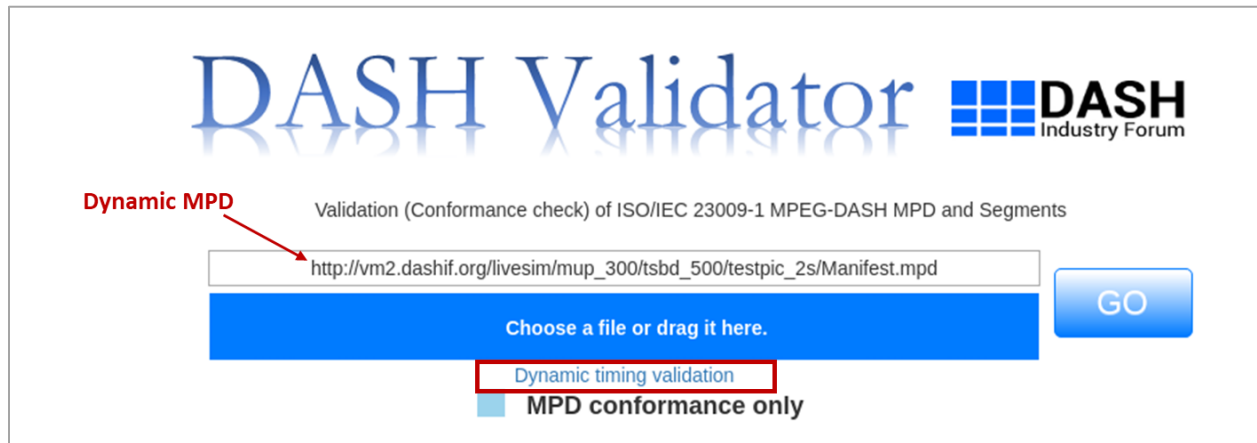 DASH Validator
DASH
Industry Forum
Dynamic MPD
Validation (Conformance check) of ISO/IEC 23009-1 MPEG-DASH MPD and Segments
http://vm2.dashif.org/livesim/mup_300/tsbd_500/testpic_2s/Manifest.mpd
GO
Choose a file or drag it here.
Dynamic timing validation
MPD conformance only